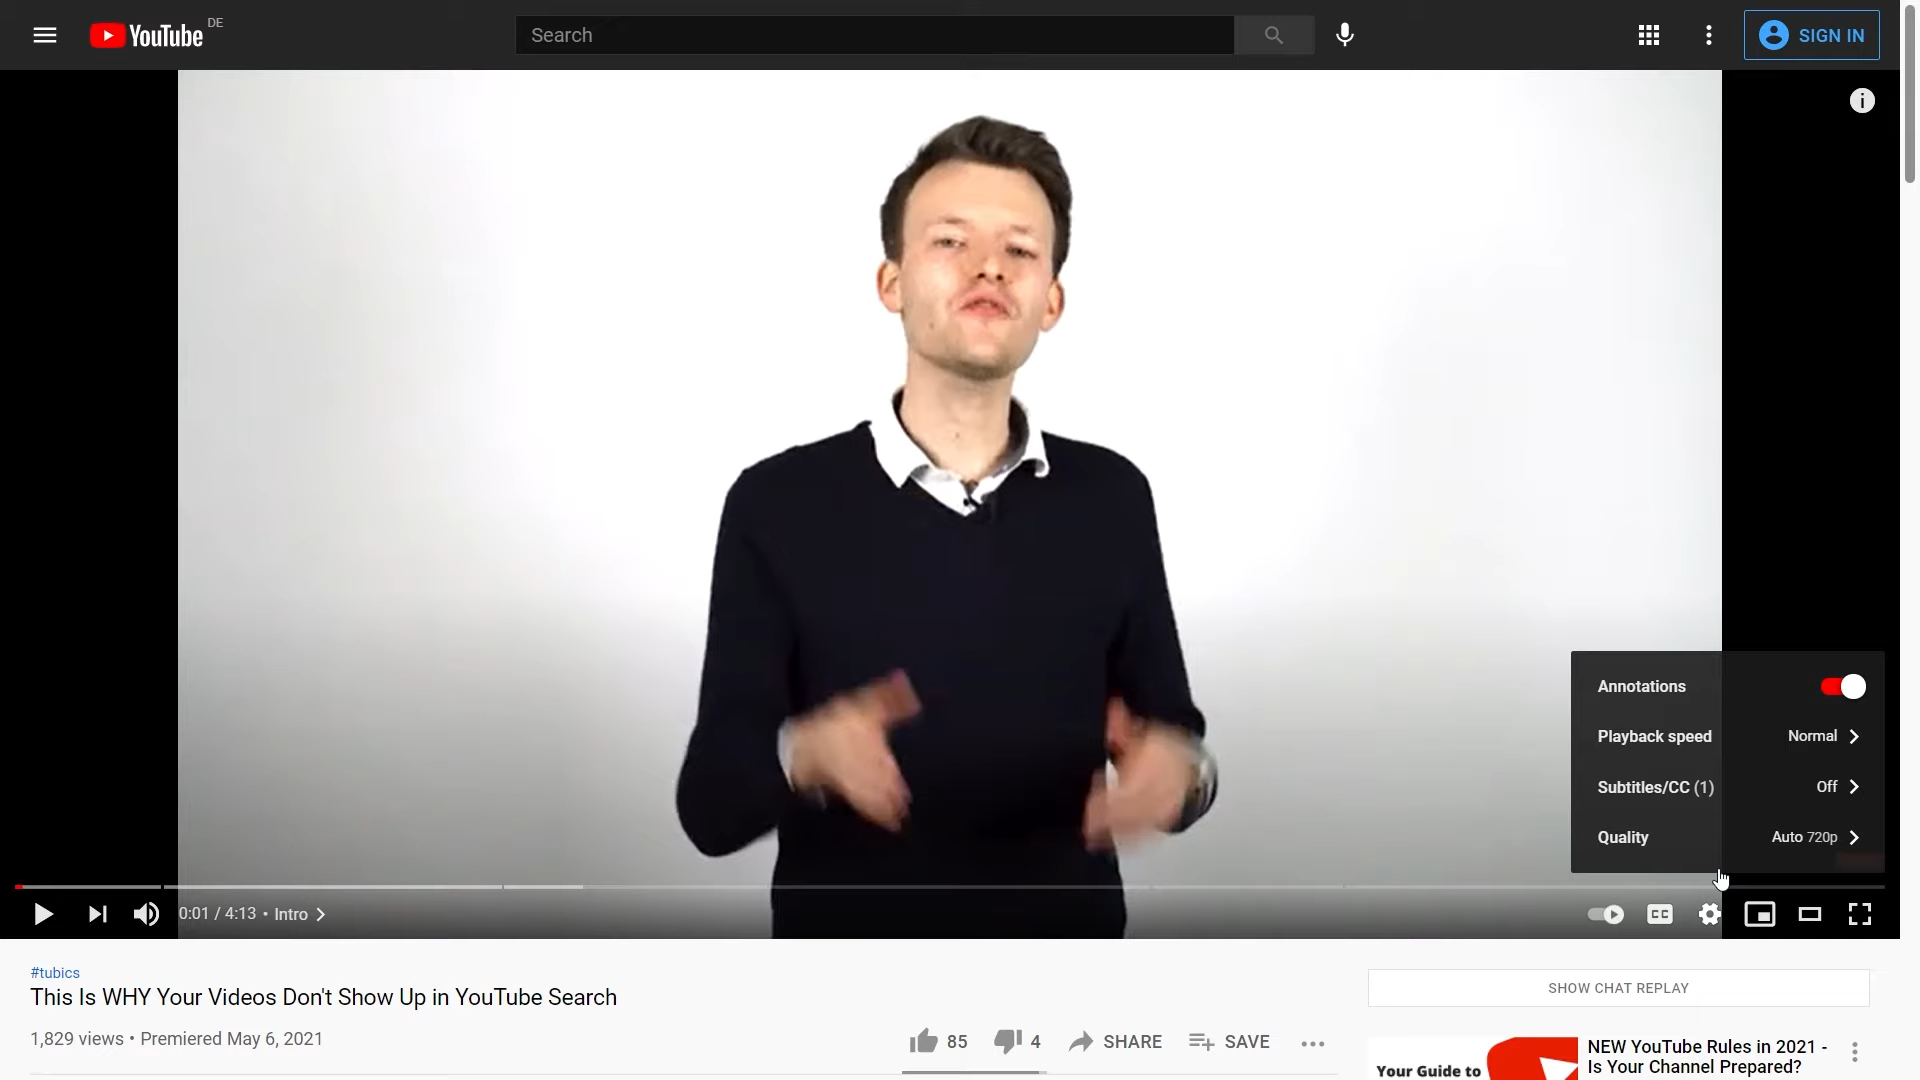 YouTube DE
Search
SIGN IN
Annotations
Playback speed Normal
Subtitles/CC (1) Off
Quality Auto 720p
0:01 / 4:13 • Intro
CC
#tubics
This Is WHY Your Videos Don't Show Up in YouTube Search
1,829 views • Premiered May 6, 2021
85 4 SHARE SAVE
SHOW CHAT REPLAY
Your Guide to
NEW YouTube Rules in 2021 -
Is Your Channel Prepared?